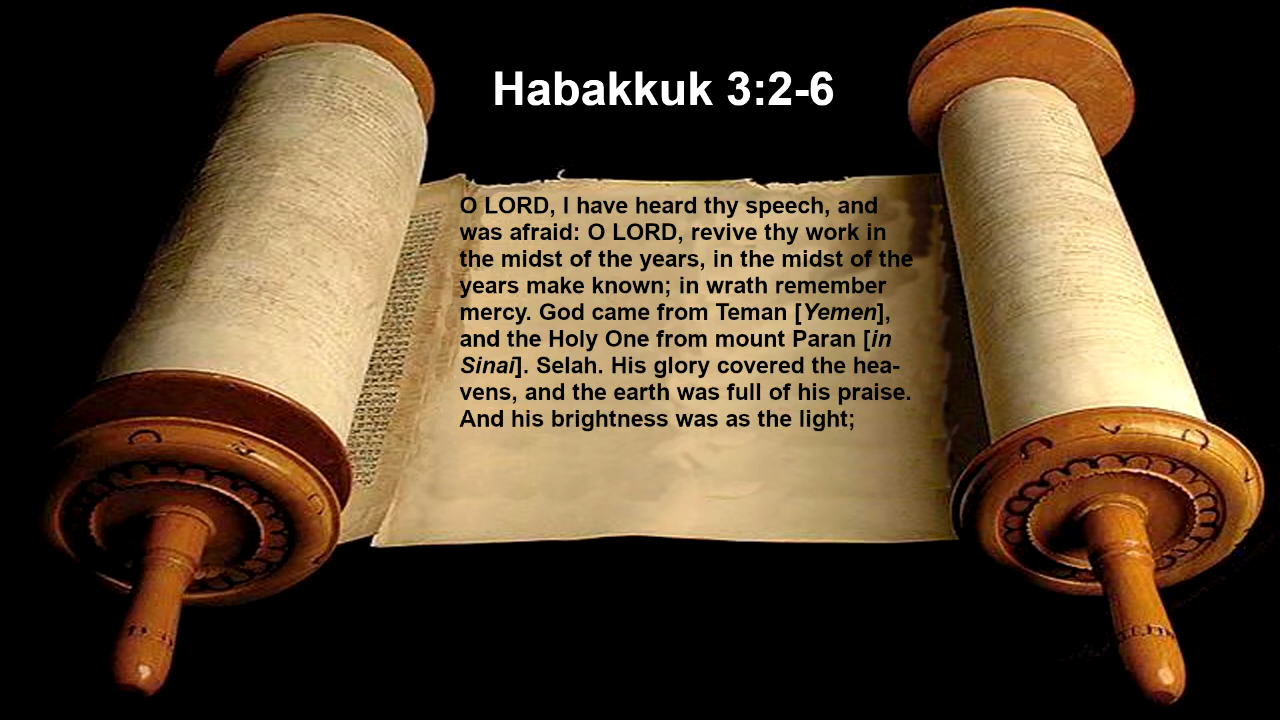 Habakkuk 3:2-6
O LORD, I have heard thy speech, and
was afraid: O LORD, revive thy work in
the midst of the years, in the midst of the
years make known; in wrath remember
mercy. God came from Teman [Yemen],
and the Holy One from mount Paran [in
Sinai]. Selah. His glory covered the hea-
vens, and the earth was full of his praise.
And his brightness was as the light;